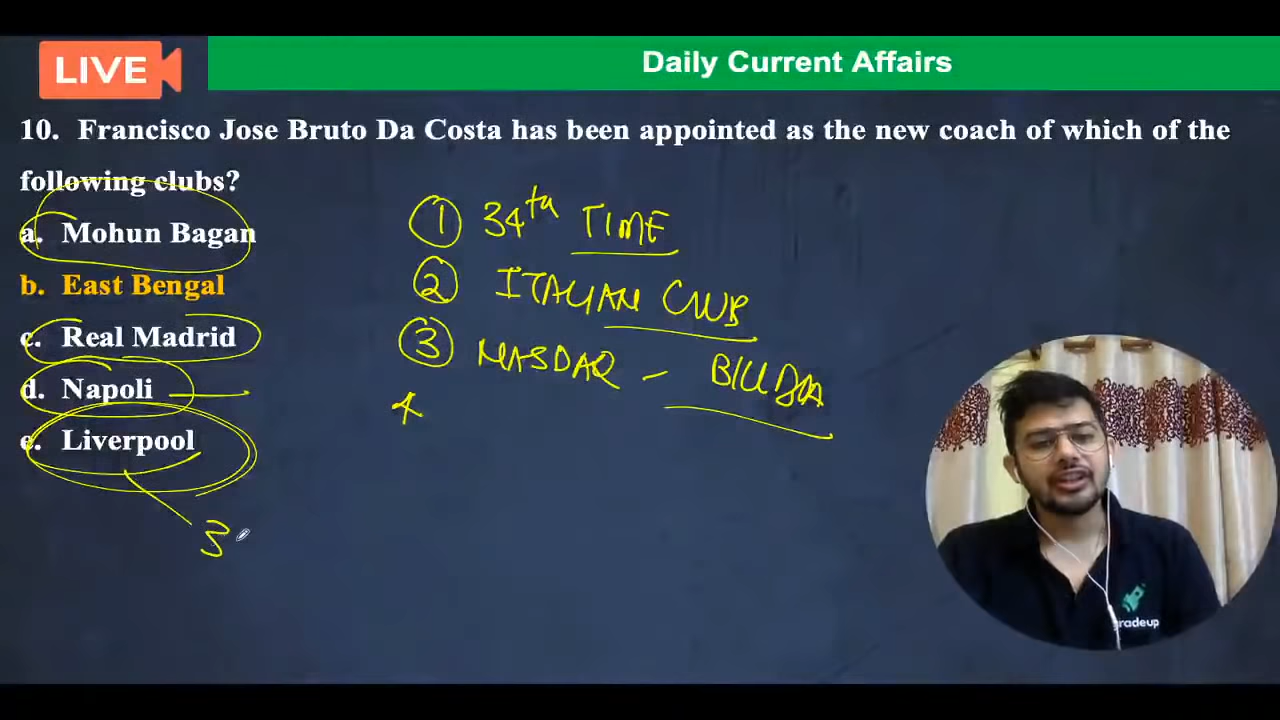 LIVE
Daily Current Affairs
10. Francisco Jose Bruto Da Costa has been appointed as the new coach of which of the
following clubs?
a. Mohun Bagan
b. East Bengal
c. Real Madrid
d. Napoli
e. Liverpool
① 34th TIME
② ITALIAN CLUB
③ NASDAQ -
4
3
gradeup